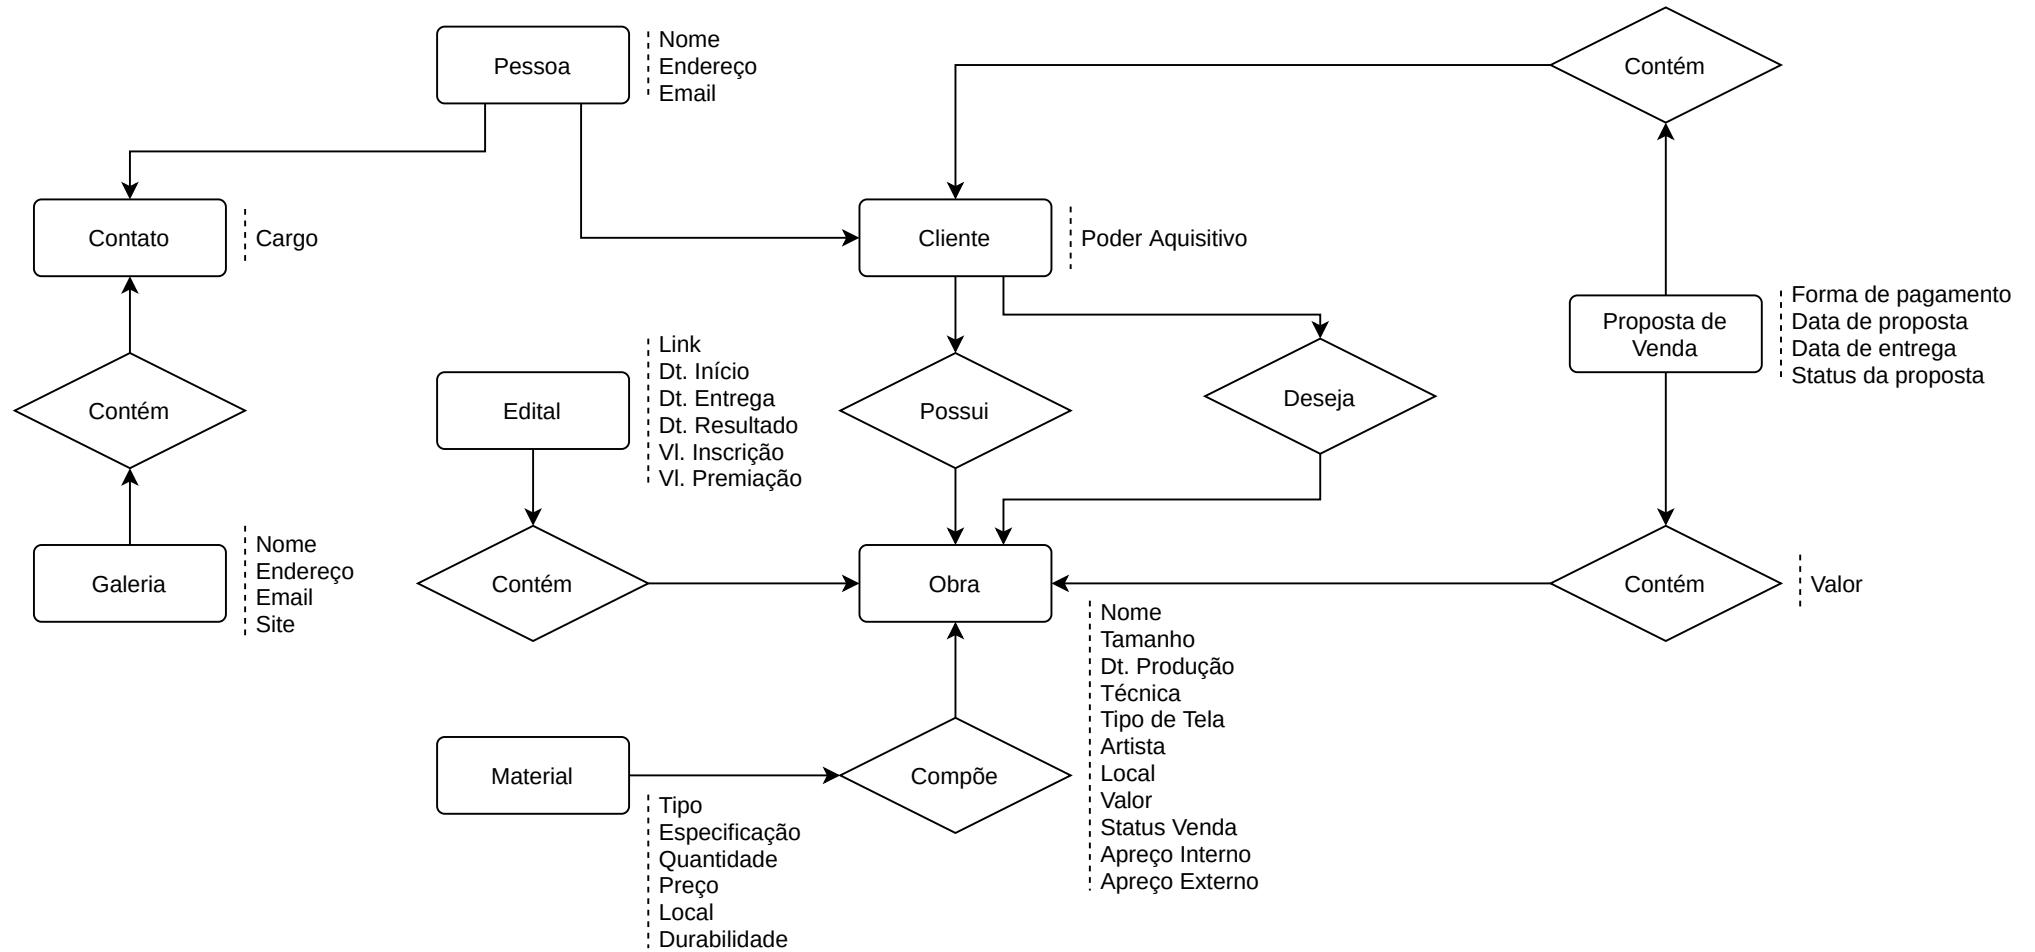 Pessoa
Nome
Endereço
Email
Contém
Contato
Cargo
Cliente
Poder Aquisitivo
Proposta de
Venda
Forma de pagamento
Data de proposta
Data de entrega
Status da proposta
Contém
Edital
Link
Dt. Início
Dt. Entrega
Dt. Resultado
Vl. Inscrição
Vl. Premiação
Possui
Deseja
Galeria
Nome
Endereço
Email
Site
Contém
Obra
Nome
Tamanho
Dt. Produção
Técnica
Tipo de Tela
Artista
Local
Valor
Status Venda
Apreço Interno
Apreço Externo
Contém
Valor
Material
Tipo
Especificação
Quantidade
Preço
Local
Durabilidade
Compõe